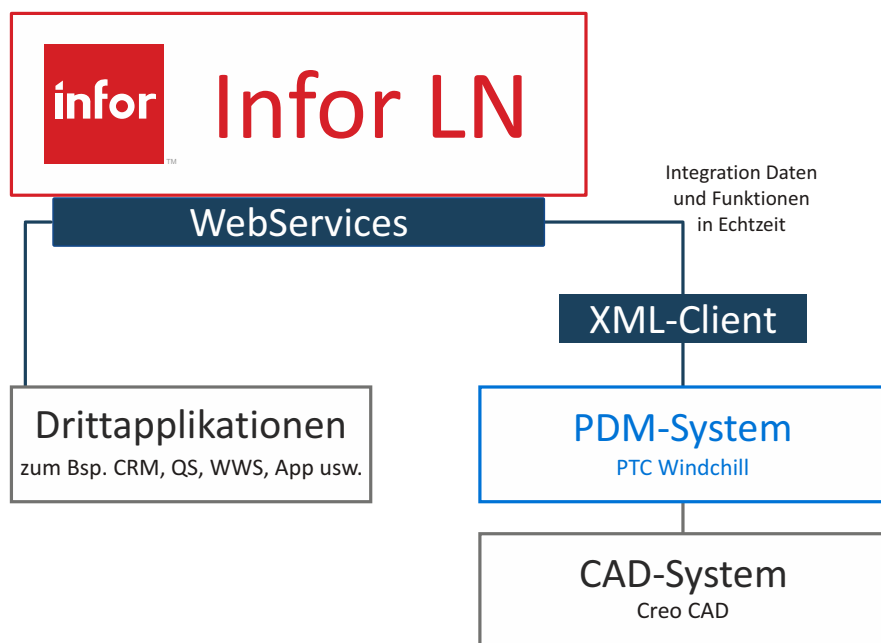 infor
Infor LN
TM
WebServices
Integration Daten
und Funktionen
in Echtzeit
XML-Client
Drittapplikationen
zum Bsp. CRM, QS, WWS, App usw.
PDM-System
PTC Windchill
CAD-System
Creo CAD